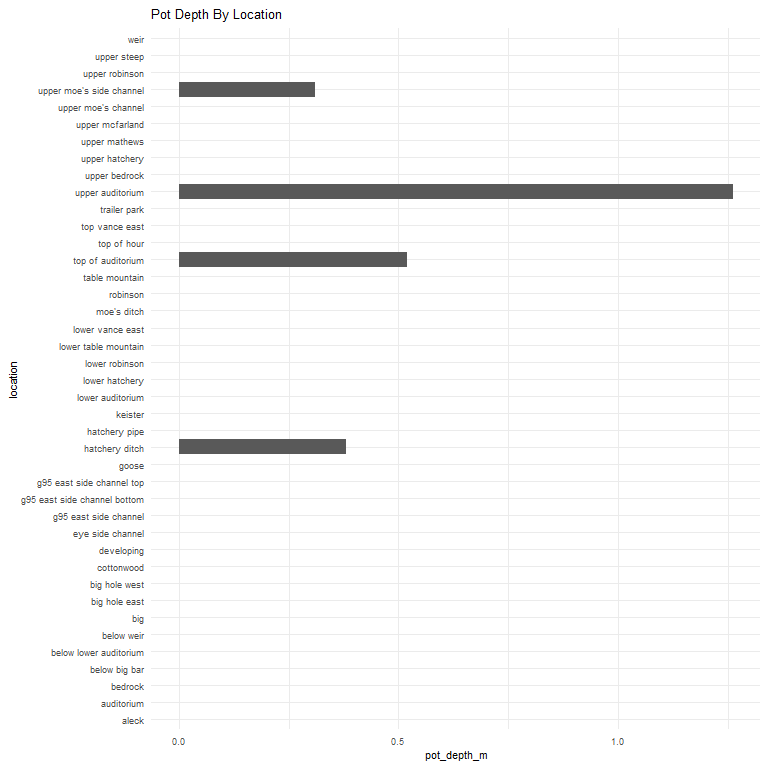 Pot Depth By Location
weir
upper steep
upper robinson
upper moe's side channel
upper moe's channel
upper mcfarland
upper mathews
upper hatchery
upper bedrock
upper auditorium
trailer park
top vance east
top of hour
top of auditorium
table mountain
robinson
moe's ditch
lower vance east
lower table mountain
lower robinson
lower hatchery
lower auditorium
keister
hatchery pipe
hatchery ditch
goose
g95 east side channel top
g95 east side channel bottom
g95 east side channel
eye side channel
developing
cottonwood
big hole west
big hole east
big
below weir
below lower auditorium
below big bar
bedrock
auditorium
aleck
location
0.0 0.5 1.0
pot_depth_m